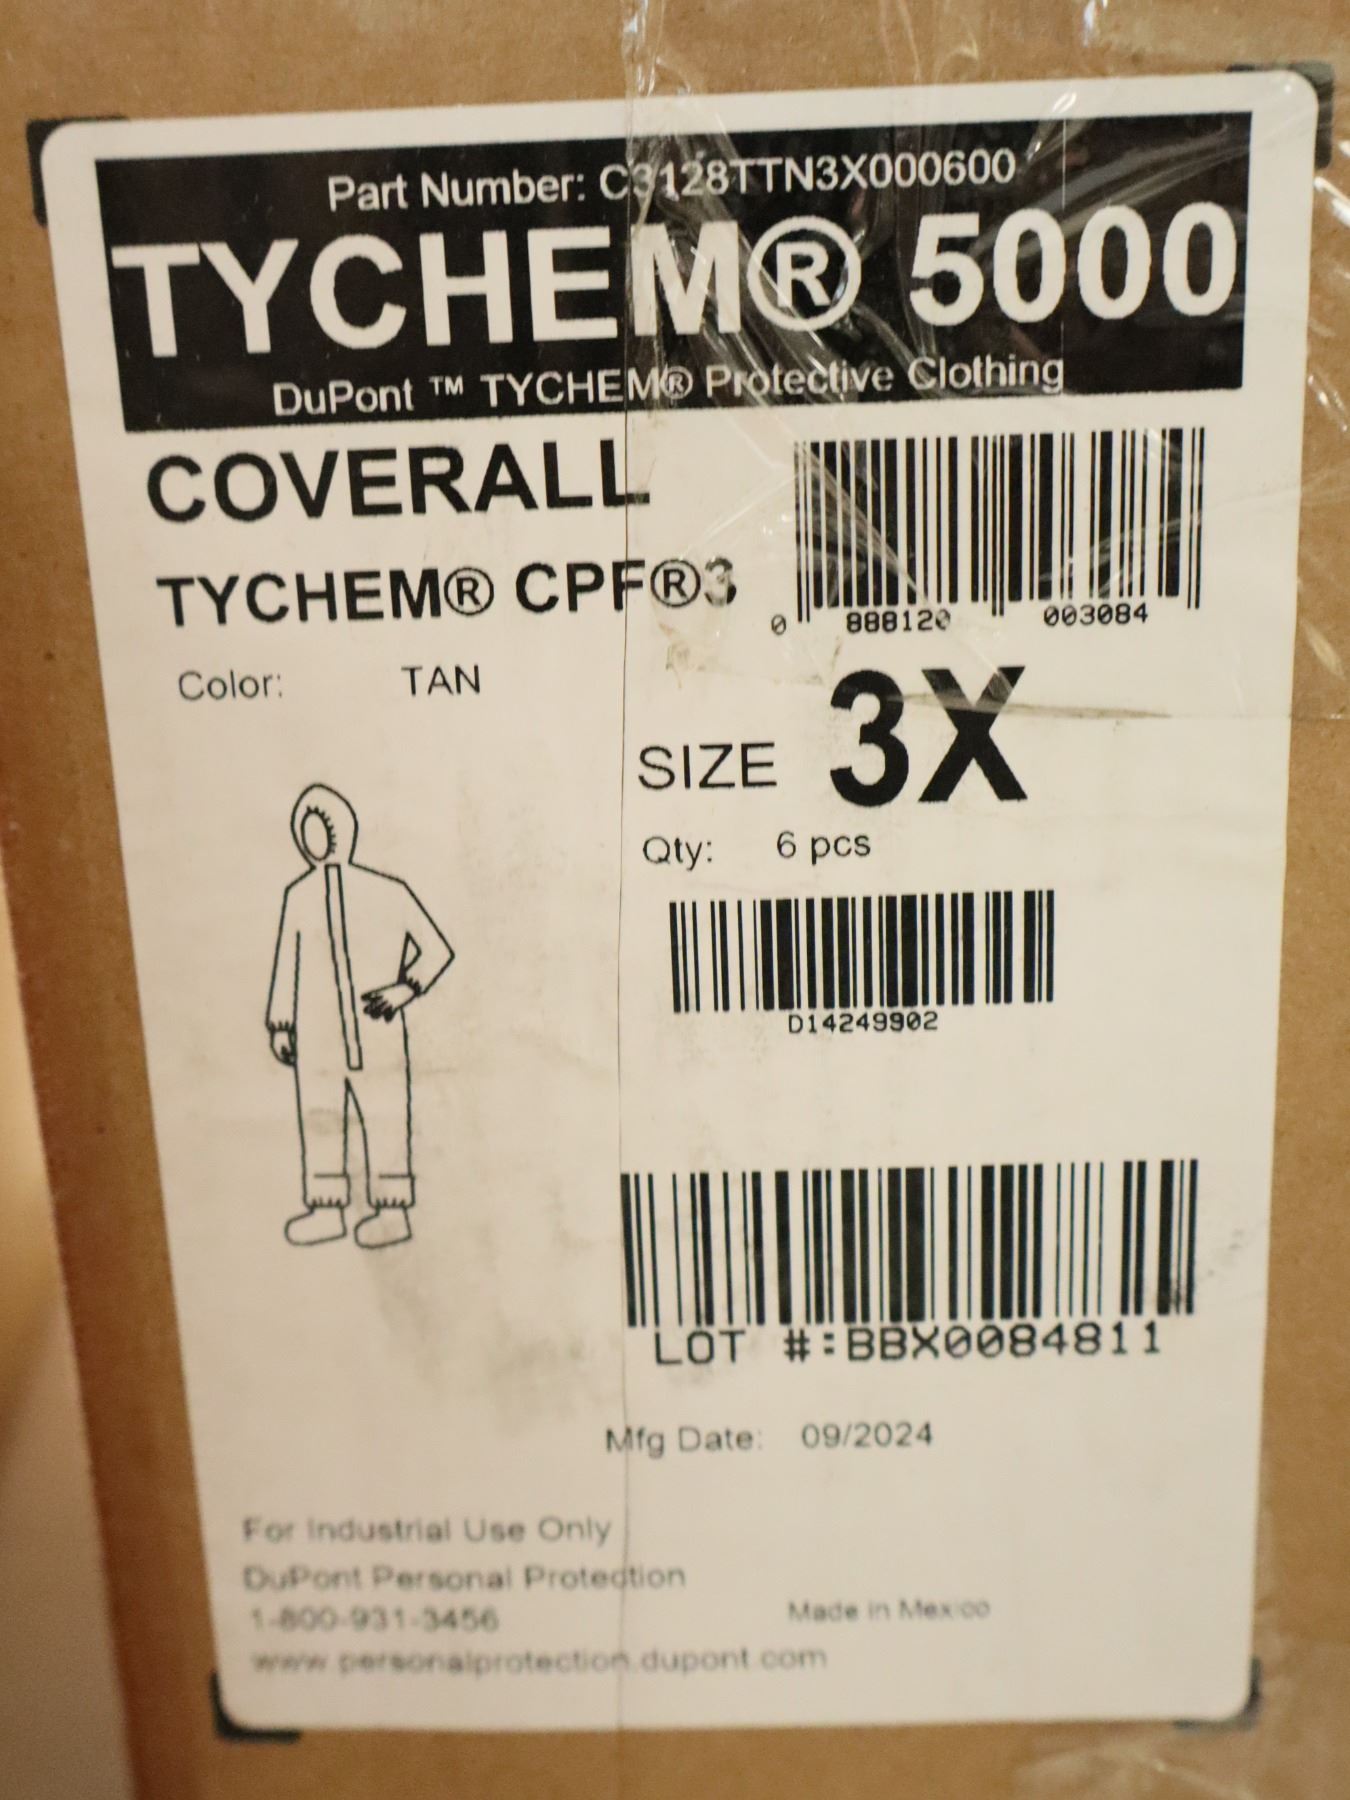 Part Number: C3128TTN3X000600
TYCHEM® 5000
DuPont ™ TYCHEM® Protective Clothing
COVERALL
TYCHEM® CPF®3
0 888120 003084
Color: TAN
SIZE 3X
Qty: 6 pcs
D14249902
LOT #:BBX0084811
Mfg Date: 09/2024
For Industrial Use Only
DuPont Personal Protection
1-800-931-3456
Made in Mexico
www.personalprotection.dupont.com